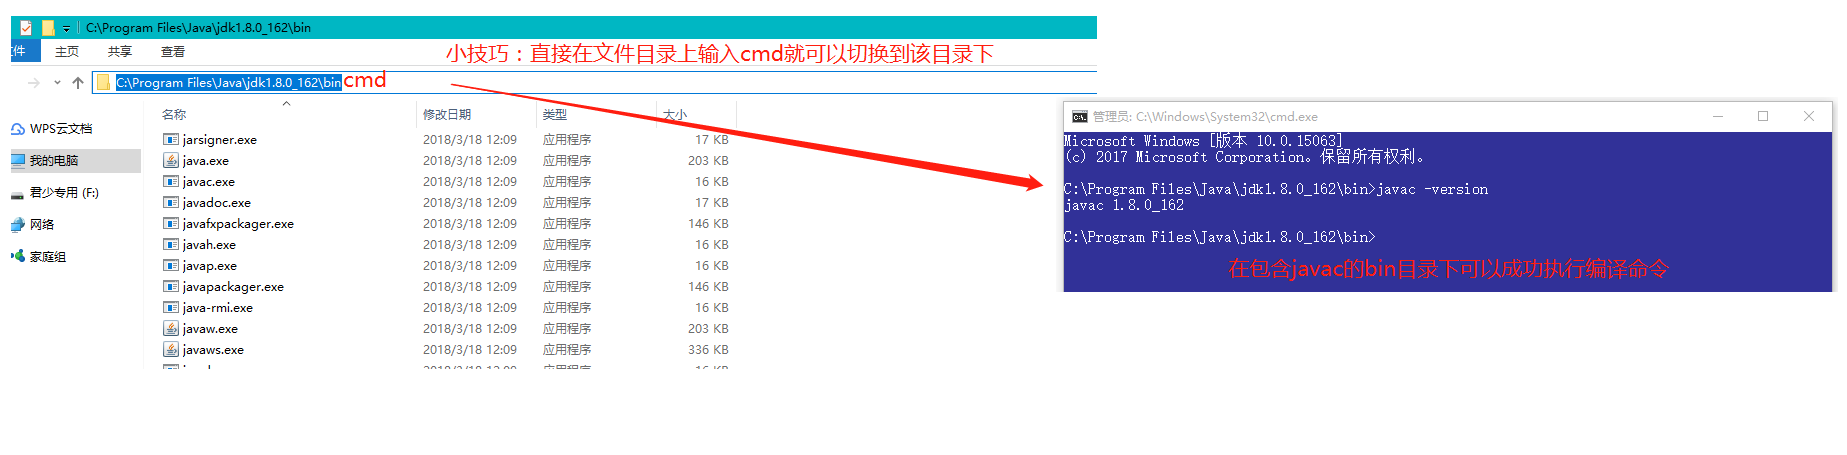 C:\Program Files\Java\jdk1.8.0_162\bin
件 主页 共享 查看
小技巧：直接在文件目录上输入cmd就可以切换到该目录下
C:\Program Files\Java\jdk1.8.0_162\bin cmd
WPS云文档
我的电脑
君少专用 (F:)
网络
家庭组
名称 修改日期 类型 大小
jarsigner.exe 2018/3/18 12:09 应用程序 17 KB
java.exe 2018/3/18 12:09 应用程序 203 KB
javac.exe 2018/3/18 12:09 应用程序 16 KB
javadoc.exe 2018/3/18 12:09 应用程序 17 KB
javafxpackager.exe 2018/3/18 12:09 应用程序 146 KB
javah.exe 2018/3/18 12:09 应用程序 16 KB
javap.exe 2018/3/18 12:09 应用程序 16 KB
javapackager.exe 2018/3/18 12:09 应用程序 146 KB
java-rmi.exe 2018/3/18 12:09 应用程序 16 KB
javaw.exe 2018/3/18 12:09 应用程序 203 KB
javaws.exe 2018/3/18 12:09 应用程序 336 KB
管理员: C:\Windows\System32\cmd.exe
Microsoft Windows [版本 10.0.15063]
(c) 2017 Microsoft Corporation。保留所有权利。
C:\Program Files\Java\jdk1.8.0_162\bin>javac -version
javac 1.8.0_162
C:\Program Files\Java\jdk1.8.0_162\bin>
在包含javac的bin目录下可以成功执行编译命令